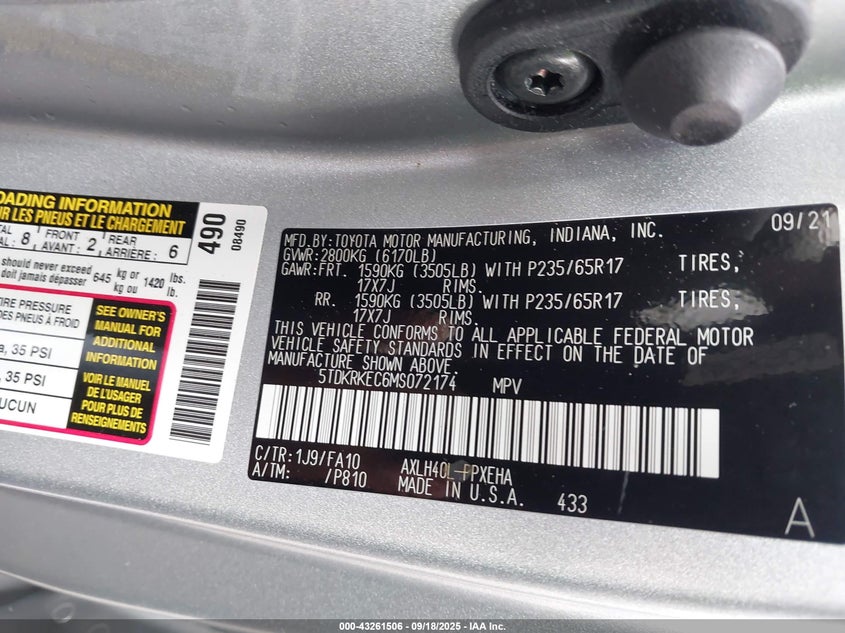 OADING INFORMATION
UR LES PNEUS ET LE CHARGEMENT
TAL 8 FRONT 2 REAR 6
AL: AVANT: ARRIÈRE:
should never exceed 645 kg or 1420 lbs.
doit jamais dépasser kg ou lb.
TIRE PRESSURE
DES PNEUS À FROID
a, 35 PSI
, 35 PSI
UCUN
SEE OWNER'S
MANUAL FOR
ADDITIONAL
INFORMATION
VOIR LE MANUEL
DE L'USAGER
POUR PLUS DE
RENSEIGNEMENTS
490
08490
MFD.BY:TOYOTA MOTOR MANUFACTURING, INDIANA, INC. 09/21
GVWR:2800KG (6170LB)
GAWR:FRT. 1590KG (3505LB) WITH P235/65R17 TIRES,
17X7J RIMS.
RR. 1590KG (3505LB) WITH P235/65R17 TIRES,
17X7J RIMS.
THIS VEHICLE CONFORMS TO ALL APPLICABLE FEDERAL MOTOR
VEHICLE SAFETY STANDARDS IN EFFECT ON THE DATE OF
MANUFACTURE SHOWN ABOVE.
5TDKRKEC6MS072174 MPV
C/TR:1J9/FA10 AXLH40L-PPXEHA
A/TM: /P810 MADE IN U.S.A. 433
A
000-43261506 - 09/18/2025 - IAA Inc.